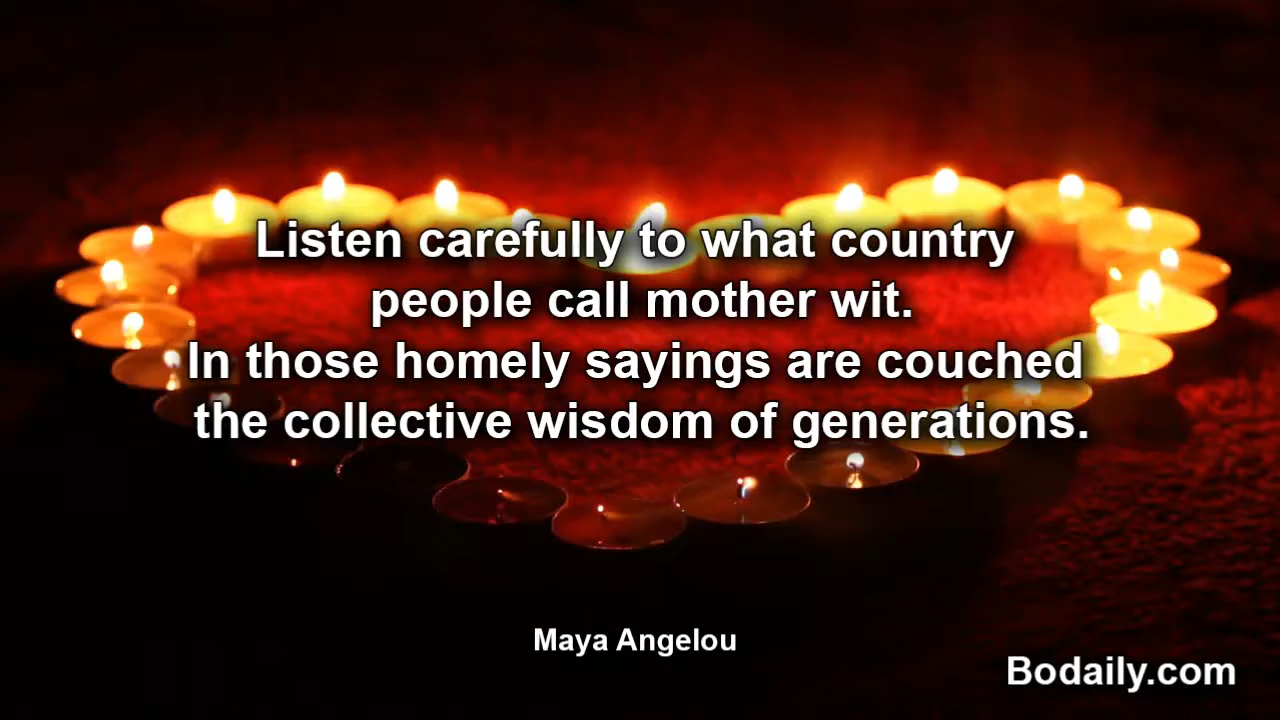 Listen carefully to what country
people call mother wit.
In those homely sayings are couched
the collective wisdom of generations.
Maya Angelou
Bodaily.com